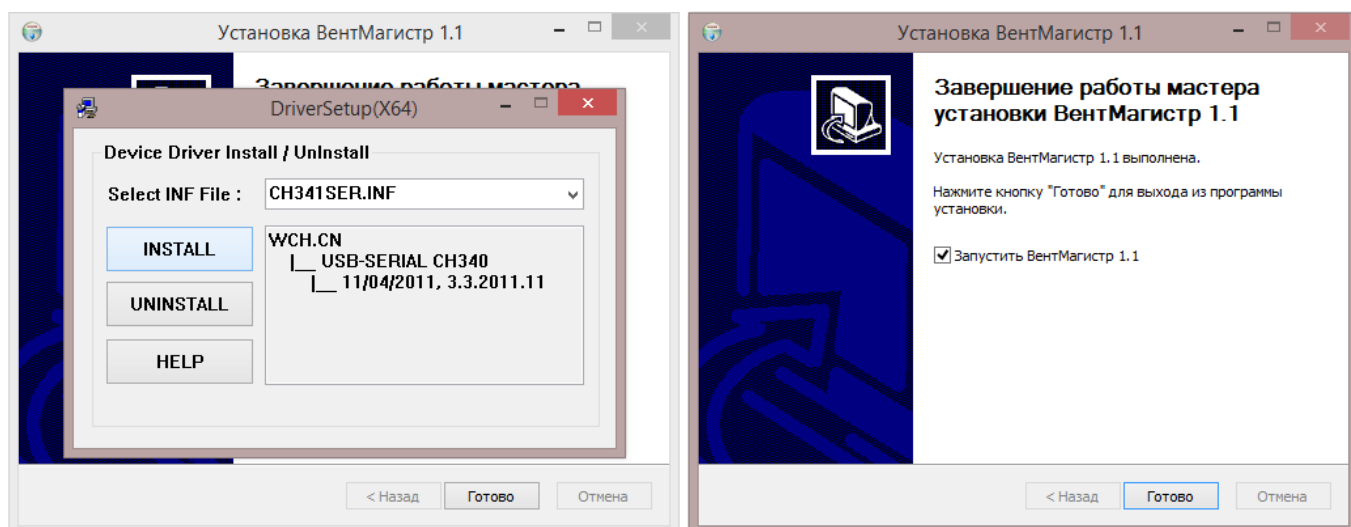 Установка ВентМагистр 1.1
Завершение работы мастера
DriverSetup(X64)
Device Driver Install / UnInstall
Select INF File :
CH341SER.INF
INSTALL
UNINSTALL
HELP
WCH.CN
|__ USB-SERIAL CH340
|__ 11/04/2011, 3.3.2011.11
< Назад
Готово
Отмена
Установка ВентМагистр 1.1
Завершение работы мастера
установки ВентМагистр 1.1
Установка ВентМагистр 1.1 выполнена.
Нажмите кнопку "Готово" для выхода из программы
установки.
Запустить ВентМагистр 1.1
< Назад
Готово
Отмена